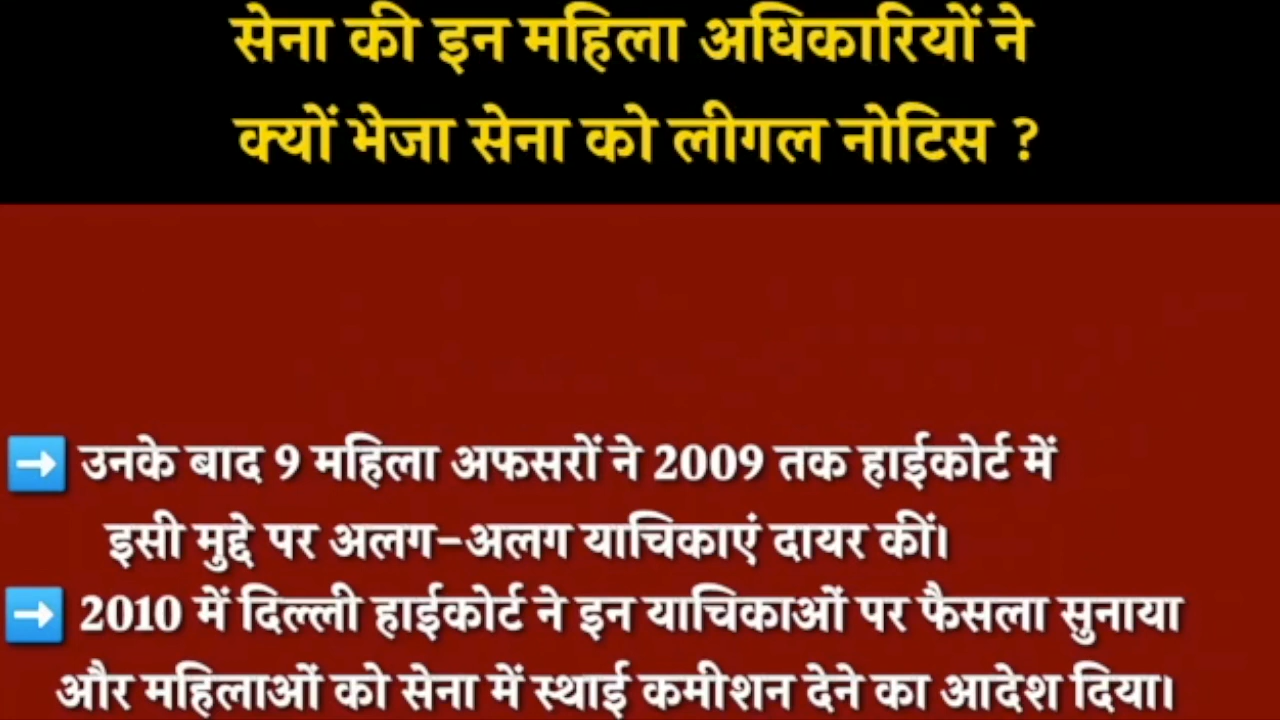 सेना की इन महिला अधिकारियों ने
क्यों भेजा सेना को लीगल नोटिस ?
➡ उनके बाद 9 महिला अफसरों ने 2009 तक हाईकोर्ट में
इसी मुद्दे पर अलग-अलग याचिकाएं दायर कीं।
➡ 2010 में दिल्ली हाईकोर्ट ने इन याचिकाओं पर फैसला सुनाया
और महिलाओं को सेना में स्थाई कमीशन देने का आदेश दिया।